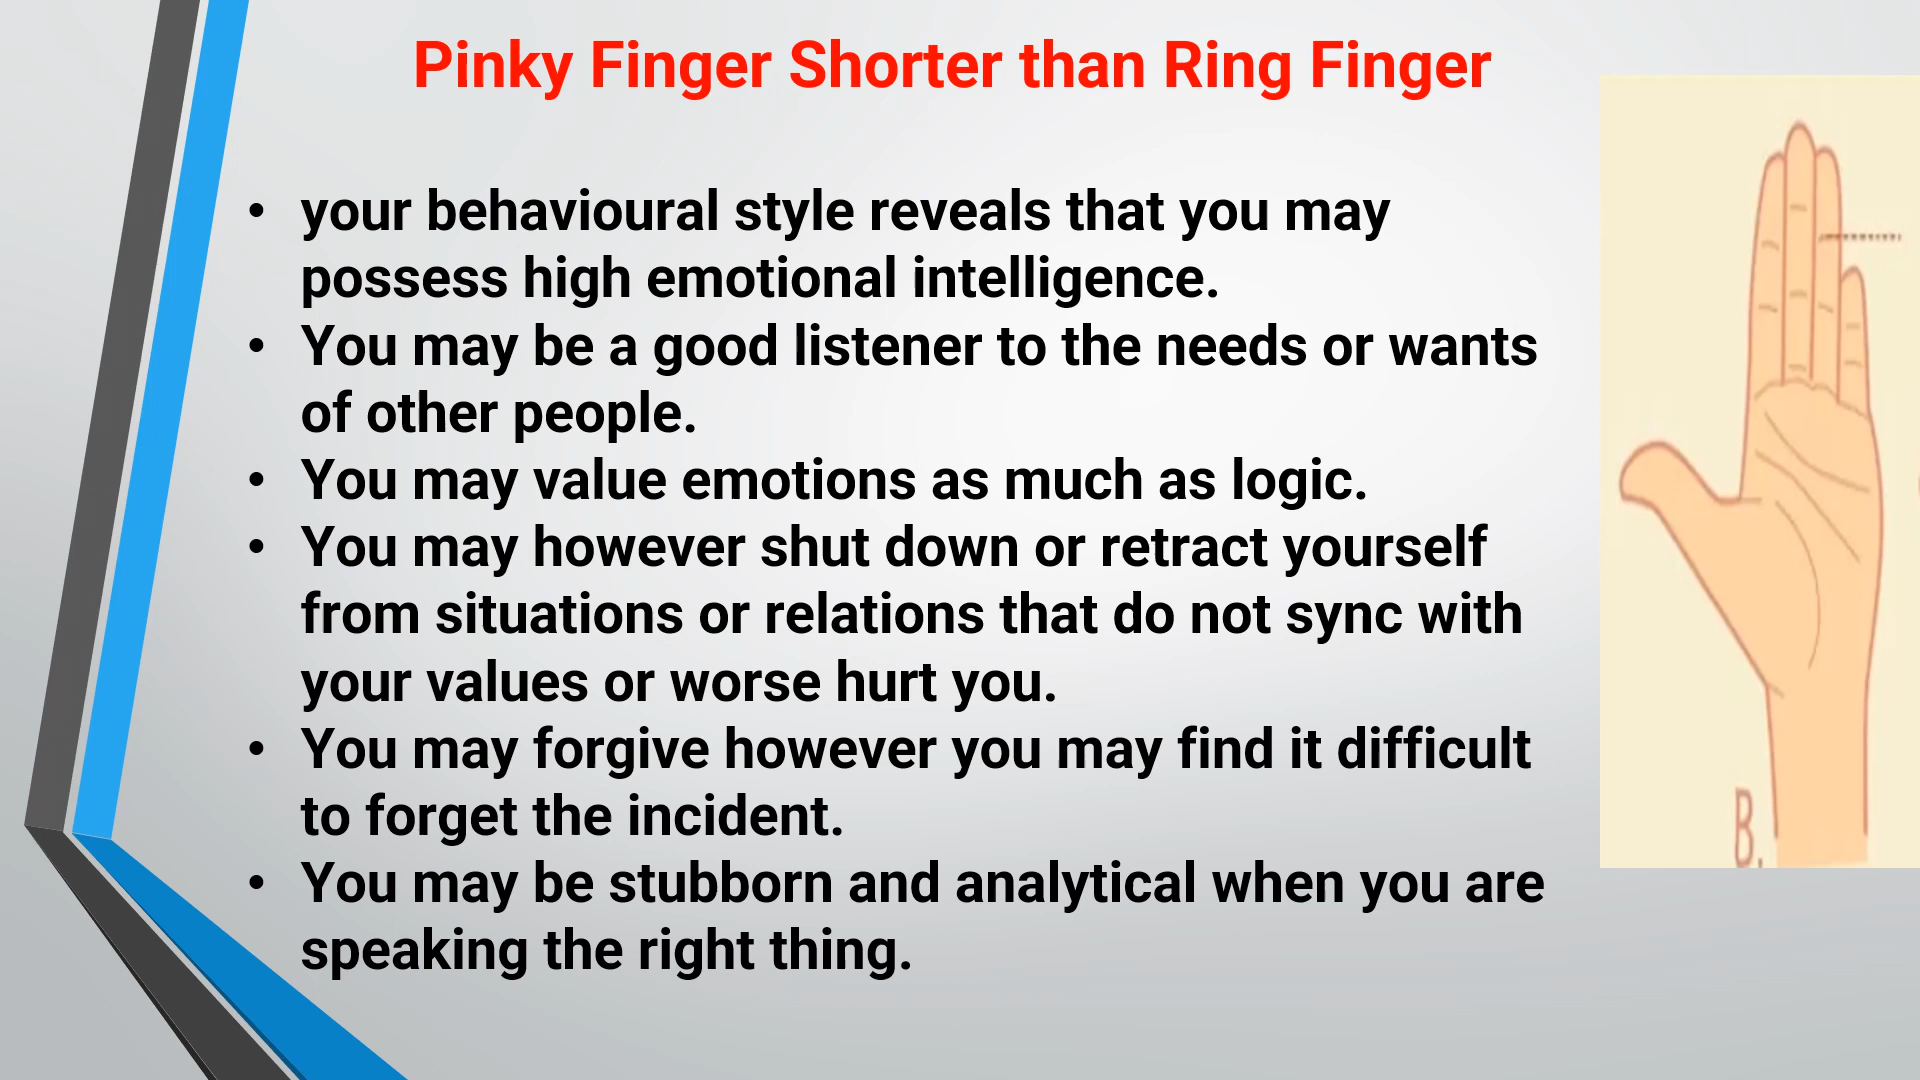 Pinky Finger Shorter than Ring Finger
• your behavioural style reveals that you may
possess high emotional intelligence.
• You may be a good listener to the needs or wants
of other people.
• You may value emotions as much as logic.
• You may however shut down or retract yourself
from situations or relations that do not sync with
your values or worse hurt you.
• You may forgive however you may find it difficult
to forget the incident.
• You may be stubborn and analytical when you are
speaking the right thing.
B.